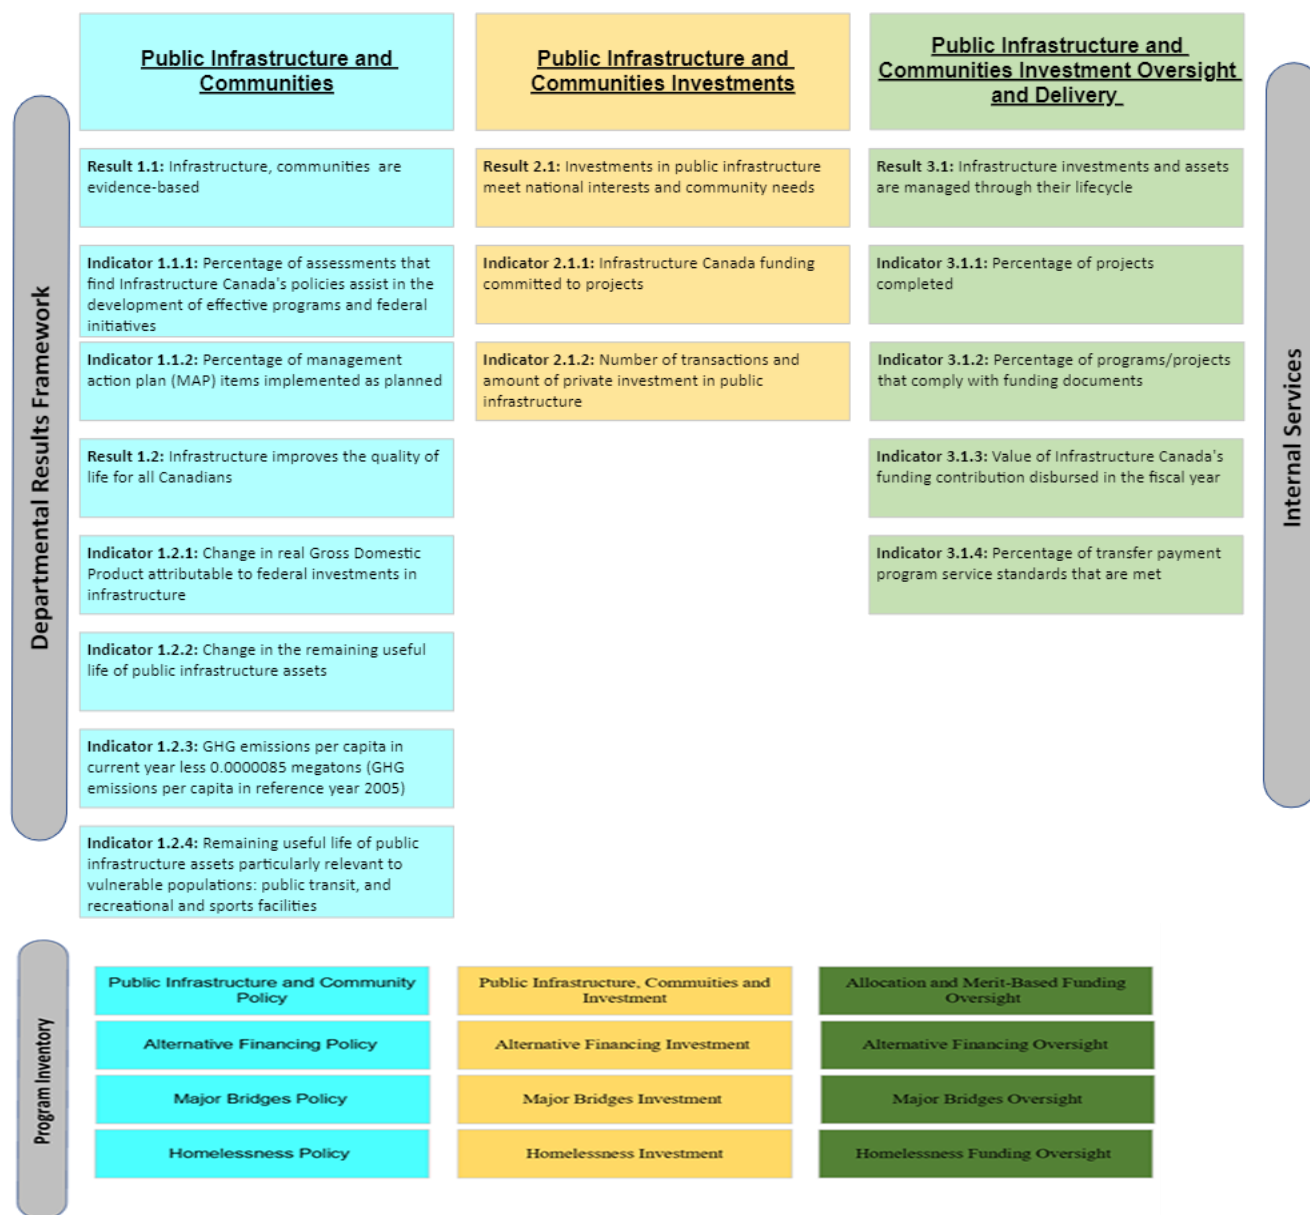 Public Infrastructure and
Communities
Public Infrastructure and
Communities Investments
Public Infrastructure and
Communities Investment Oversight
and Delivery
Departmental Results Framework
Internal Services
Result 1.1: Infrastructure, communities are
evidence-based
Indicator 1.1.1: Percentage of assessments that
find Infrastructure Canada's policies assist in the
development of effective programs and federal
initiatives
Indicator 1.1.2: Percentage of management
action plan (MAP) items implemented as planned
Result 1.2: Infrastructure improves the quality of
life for all Canadians
Indicator 1.2.1: Change in real Gross Domestic
Product attributable to federal investments in
infrastructure
Indicator 1.2.2: Change in the remaining useful
life of public infrastructure assets
Indicator 1.2.3: GHG emissions per capita in
current year less 0.0000085 megatons (GHG
emissions per capita in reference year 2005)
Indicator 1.2.4: Remaining useful life of public
infrastructure assets particularly relevant to
vulnerable populations: public transit, and
recreational and sports facilities
Result 2.1: Investments in public infrastructure
meet national interests and community needs
Indicator 2.1.1: Infrastructure Canada funding
committed to projects
Indicator 2.1.2: Number of transactions and
amount of private investment in public
infrastructure
Result 3.1: Infrastructure investments and assets
are managed through their lifecycle
Indicator 3.1.1: Percentage of projects
completed
Indicator 3.1.2: Percentage of programs/projects
that comply with funding documents
Indicator 3.1.3: Value of Infrastructure Canada's
funding contribution disbursed in the fiscal year
Indicator 3.1.4: Percentage of transfer payment
program service standards that are met
Program Inventory
Public Infrastructure and Community
Policy
Alternative Financing Policy
Major Bridges Policy
Homelessness Policy
Public Infrastructure, Commuities and
Investment
Alternative Financing Investment
Major Bridges Investment
Homelessness Investment
Allocation and Merit-Based Funding
Oversight
Alternative Financing Oversight
Major Bridges Oversight
Homelessness Funding Oversight